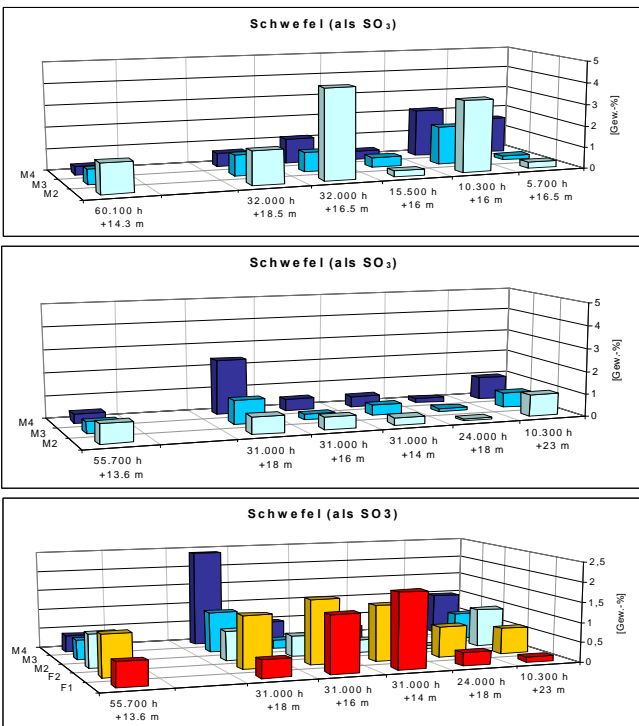 Schwefel (als SO₃)
5
4
3
2
1
0
[Gew.-%]
M4
M3
M2
60.100 h
+14.3 m
32.000 h
+18.5 m
32.000 h
+16.5 m
15.500 h
+16 m
10.300 h
+16 m
5.700 h
+16.5 m
Schwefel (als SO₃)
5
4
3
2
1
0
[Gew.-%]
M4
M3
M2
55.700 h
+13.6 m
31.000 h
+18 m
31.000 h
+16 m
31.000 h
+14 m
24.000 h
+18 m
10.300 h
+23 m
Schwefel (als SO3)
2,5
2
1,5
1
0,5
0
[Gew.-%]
M4
M3
M2
F2
F1
55.700 h
+13.6 m
31.000 h
+18 m
31.000 h
+16 m
31.000 h
+14 m
24.000 h
+18 m
10.300 h
+23 m